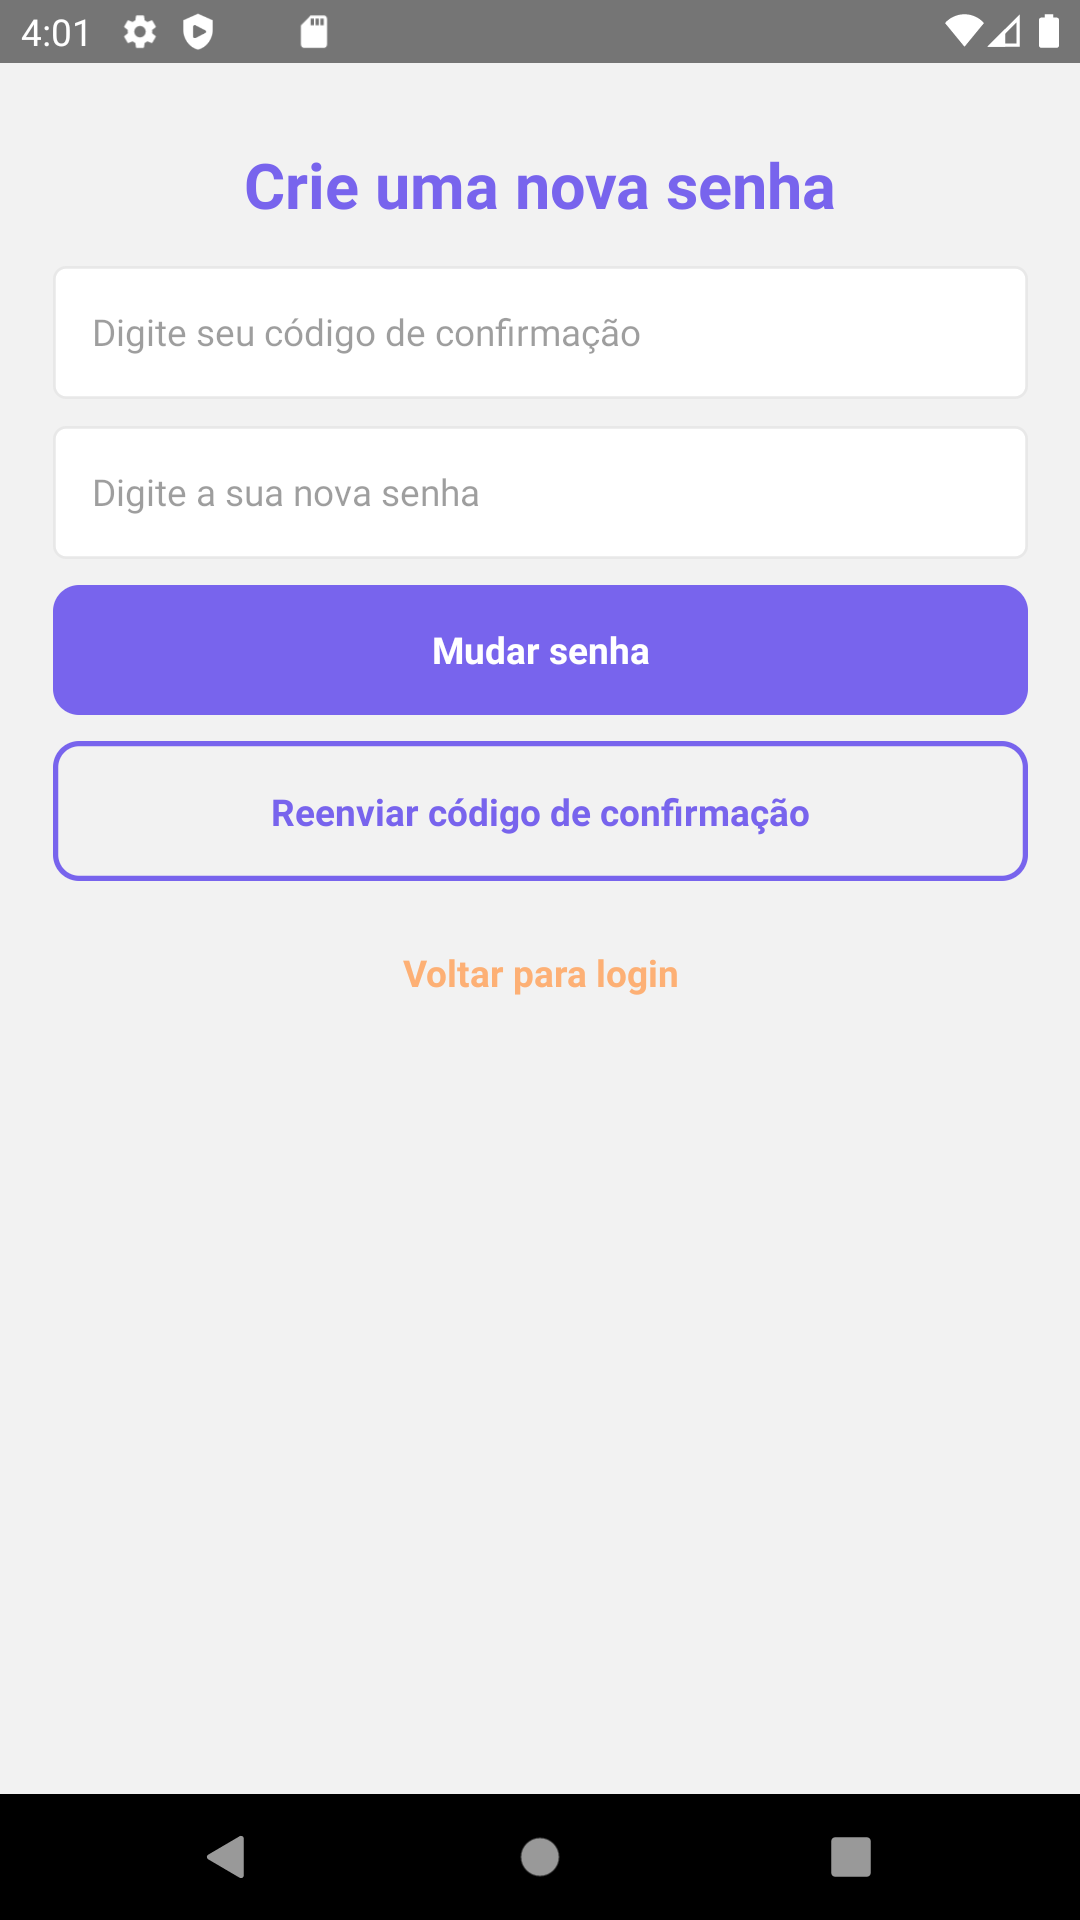 4:01
Crie uma nova senha
Digite seu código de confirmação
Digite a sua nova senha
Mudar senha
Reenviar código de confirmação
Voltar para login